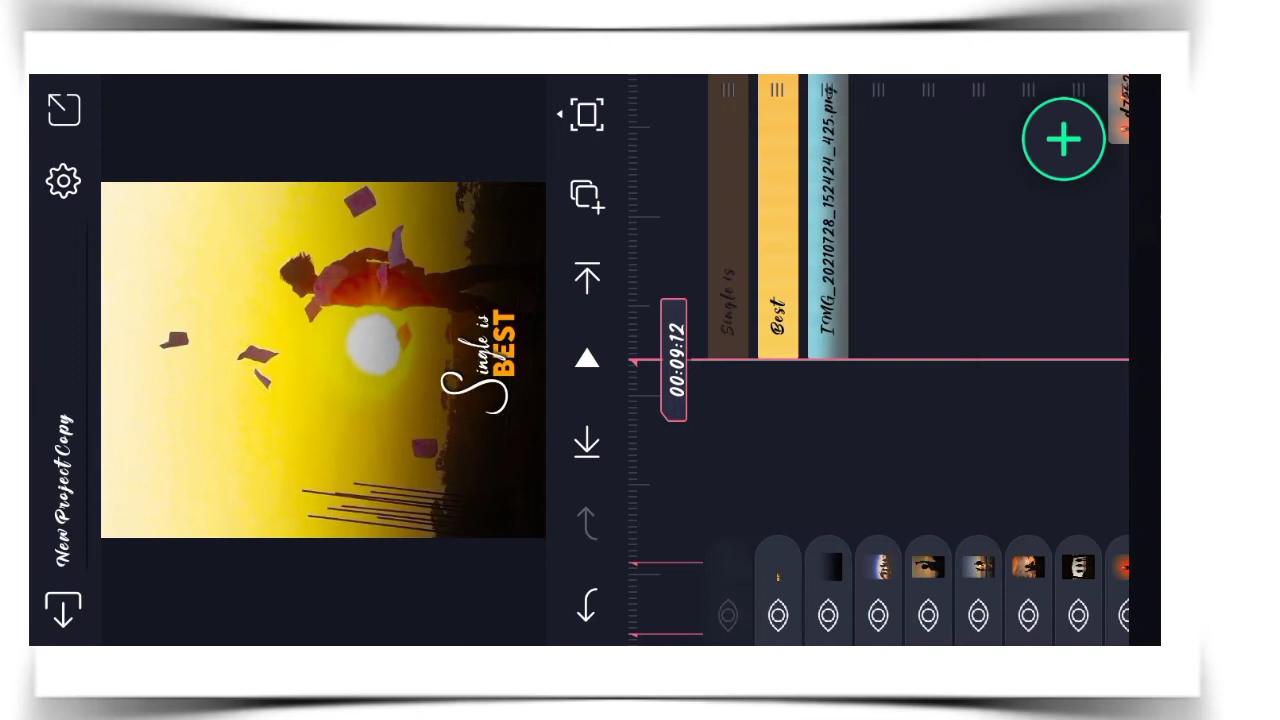 New Project Copy
Single is
BEST
00:09:12
Single is
Best
IMG_20210728_152424_425.png